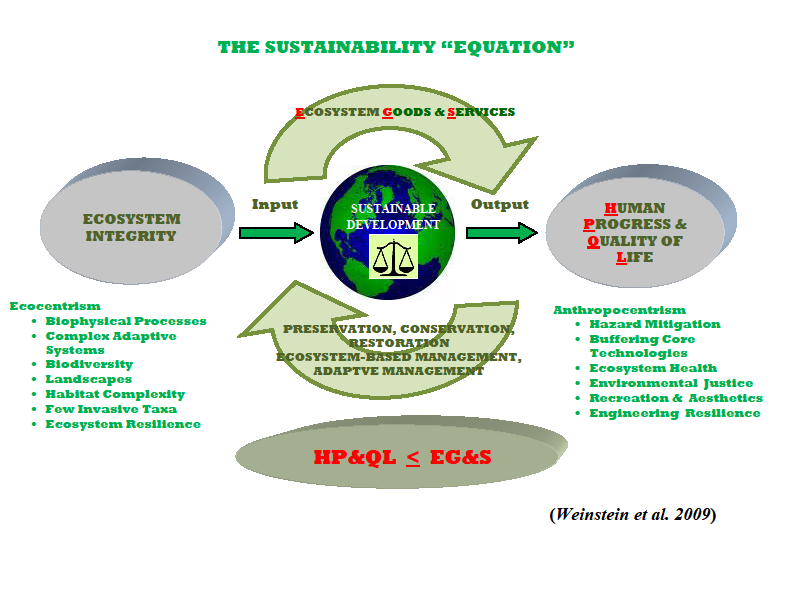 THE SUSTAINABILITY “EQUATION”
ECOSYSTEM GOODS & SERVICES
Input
Output
ECOSYSTEM
INTEGRITY
SUSTAINABLE
DEVELOPMENT
HUMAN
PROGRESS &
QUALITY OF
LIFE
Ecocentrism
• Biophysical Processes
• Complex Adaptive
Systems
• Biodiversity
• Landscapes
• Habitat Complexity
• Few Invasive Taxa
• Ecosystem Resilience
PRESERVATION, CONSERVATION,
RESTORATION
ECOSYSTEM-BASED MANAGEMENT,
ADAPTVE MANAGEMENT
Anthropocentrism
• Hazard Mitigation
• Buffering Core
Technologies
• Ecosystem Health
• Environmental Justice
• Recreation & Aesthetics
• Engineering Resilience
HP&QL < EG&S
(Weinstein et al. 2009)